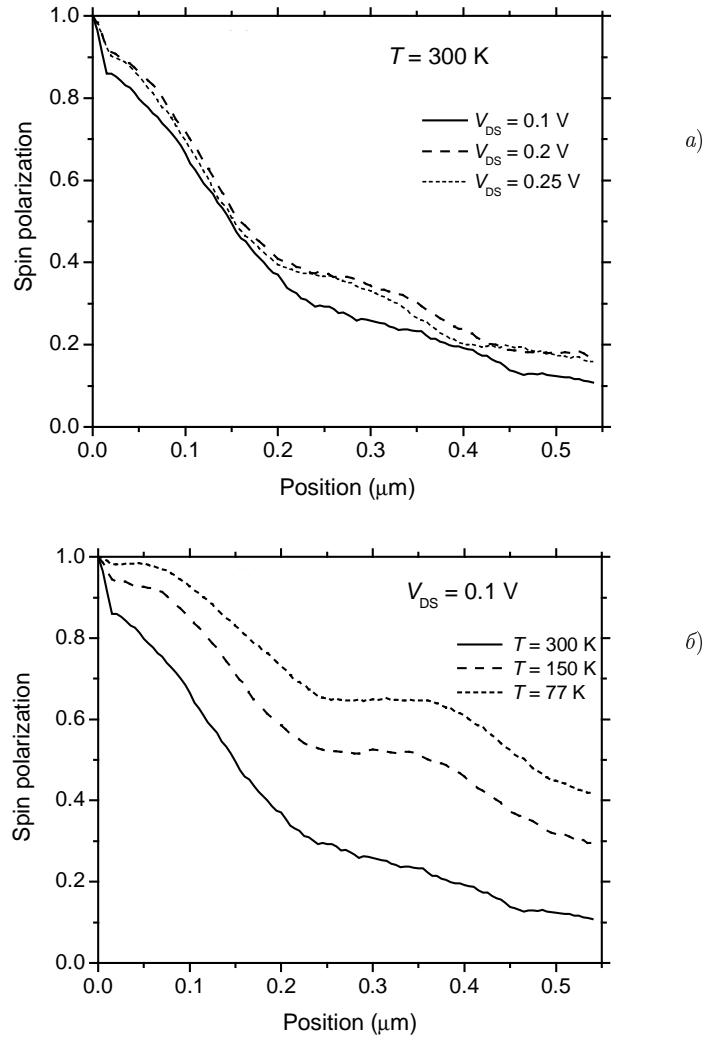 1.0
0.8
0.6
0.4
0.2
0.0
Spin polarization
T = 300 K
V_DS = 0.1 V
V_DS = 0.2 V
V_DS = 0.25 V
а)
0.0 0.1 0.2 0.3 0.4 0.5
Position (μm)
1.0
0.8
0.6
0.4
0.2
0.0
Spin polarization
V_DS = 0.1 V
T = 300 K
T = 150 K
T = 77 K
б)
0.0 0.1 0.2 0.3 0.4 0.5
Position (μm)